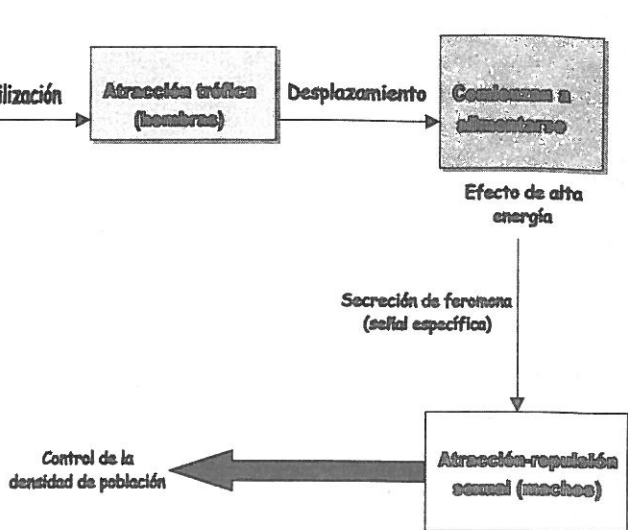 ilización
Atracción trófica
(hembras)
Desplazamiento
Comienzan a
alimentarse
Efecto de alta
energía
Secreción de feromona
(señal específica)
Atracción-repulsión
sexual (machos)
Control de la
densidad de población